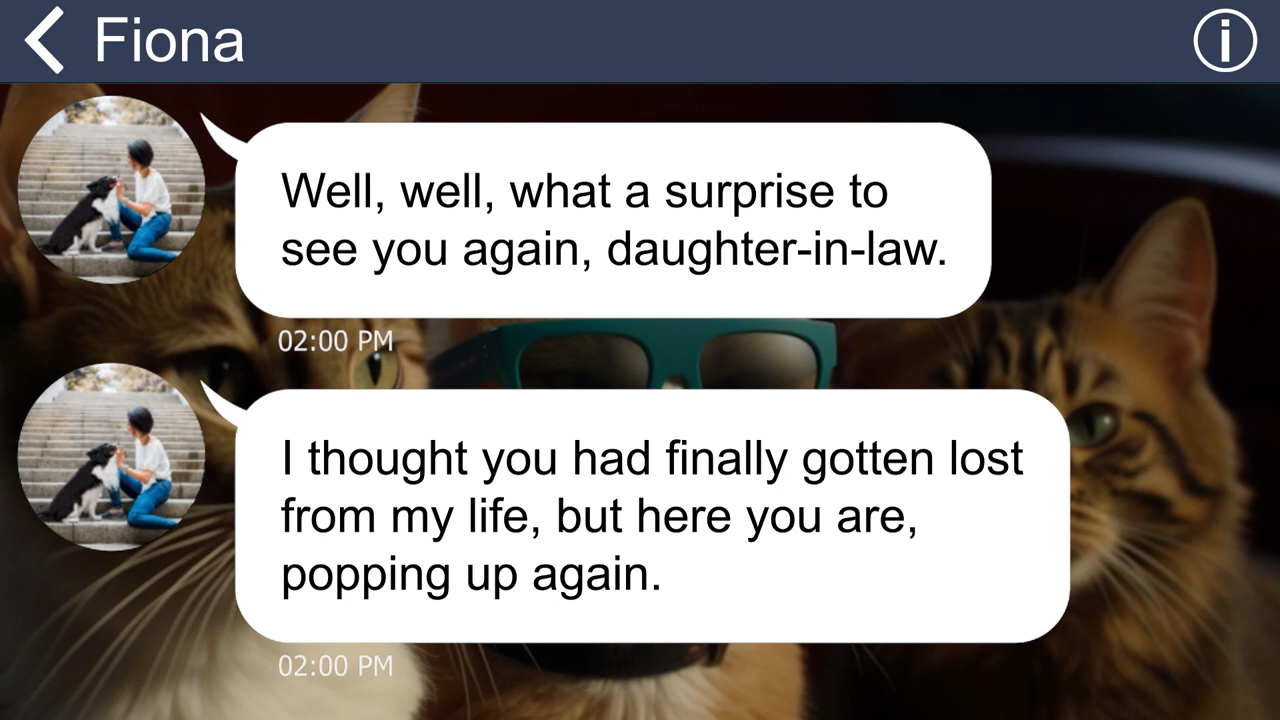 Fiona
Well, well, what a surprise to
see you again, daughter-in-law.
02:00 PM
I thought you had finally gotten lost
from my life, but here you are,
popping up again.
02:00 PM